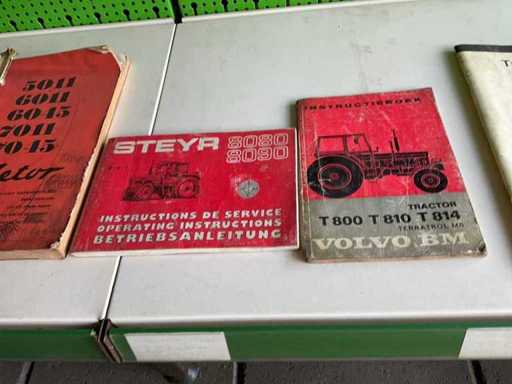 5011
6011
6045
7011
7045
STEYR 8080
8090
INSTRUCTIONS DE SERVICE
OPERATING INSTRUCTIONS
BETRIEBSANLEITUNG
INSTRUCTIEBOEK
TRACTOR
T 800 T 810 T 814
TERRATROL MR
VOLVO BM